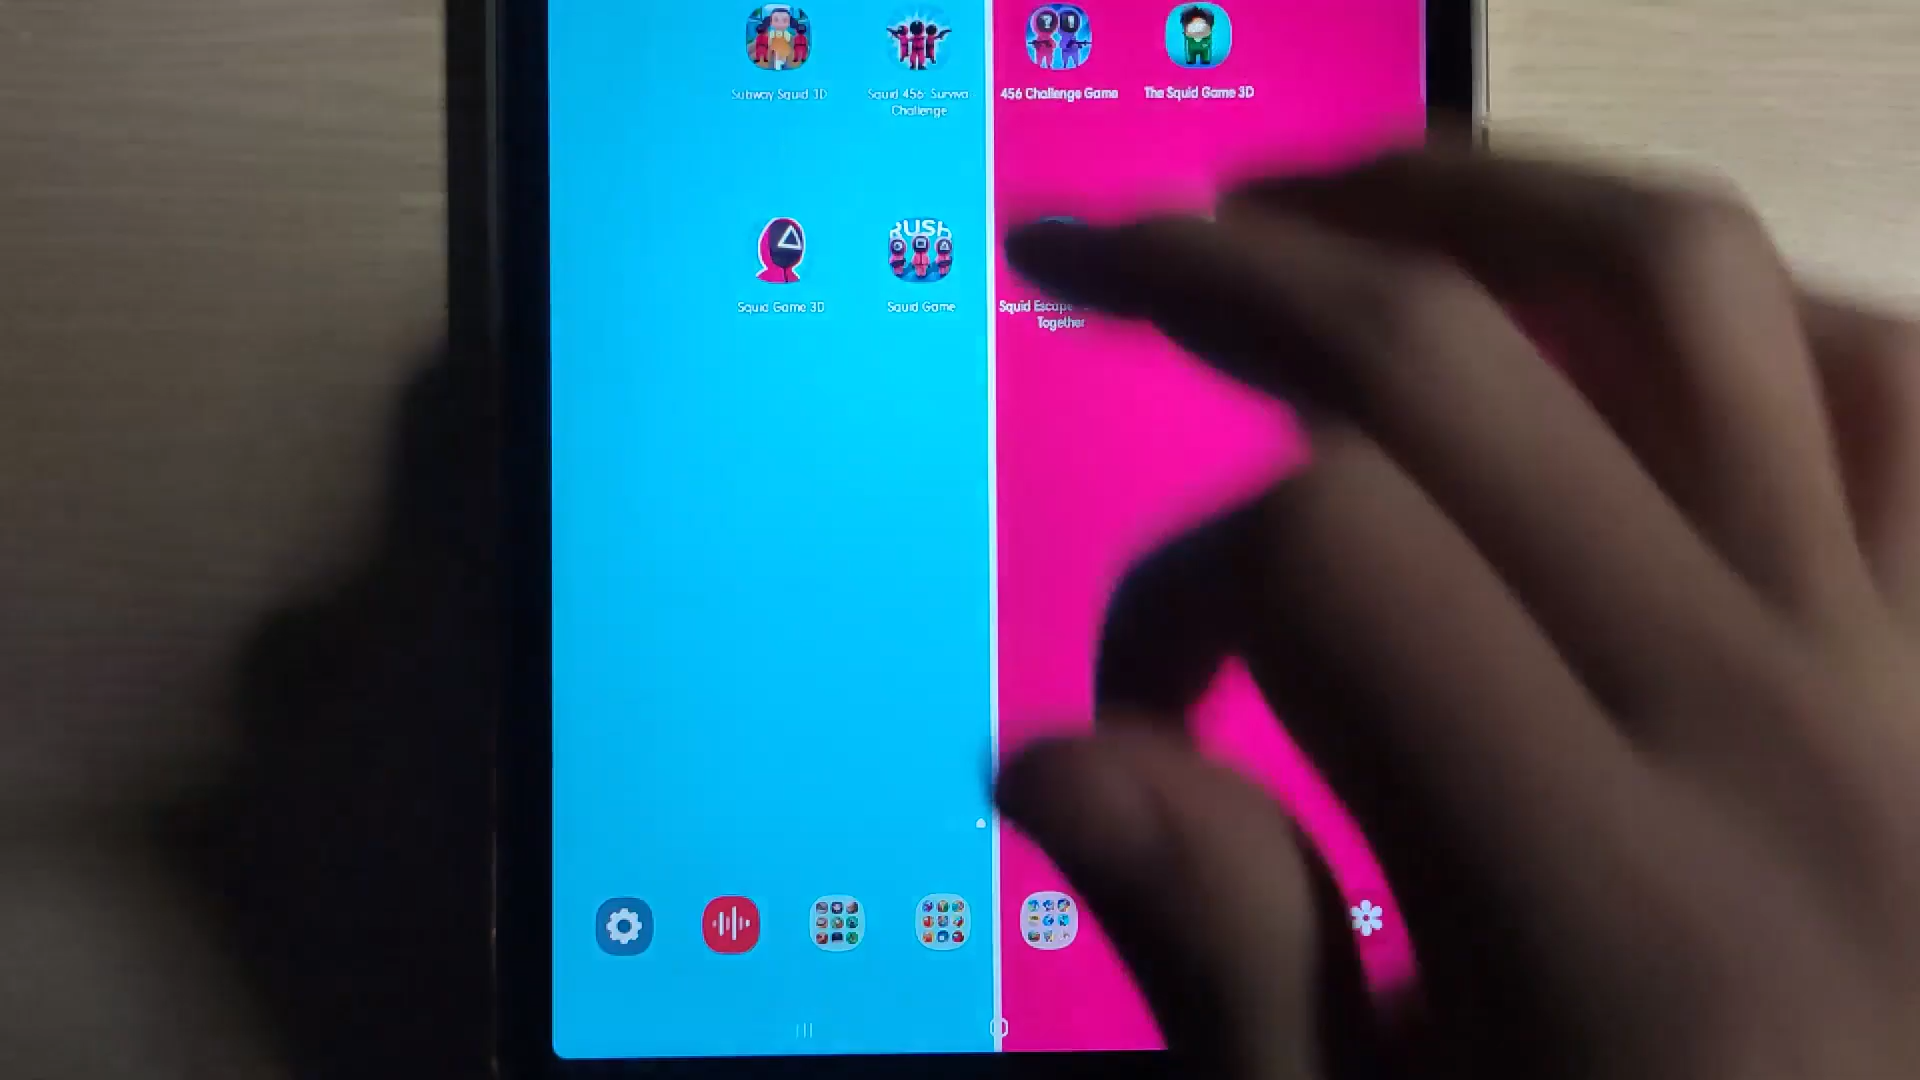 Subway Squid 3D
Squid 456: Surviva
Challenge
456 Challenge Game
The Squid Game 3D
RUSH
Squid Game 3D
Squid Game
Squid Escape
Together